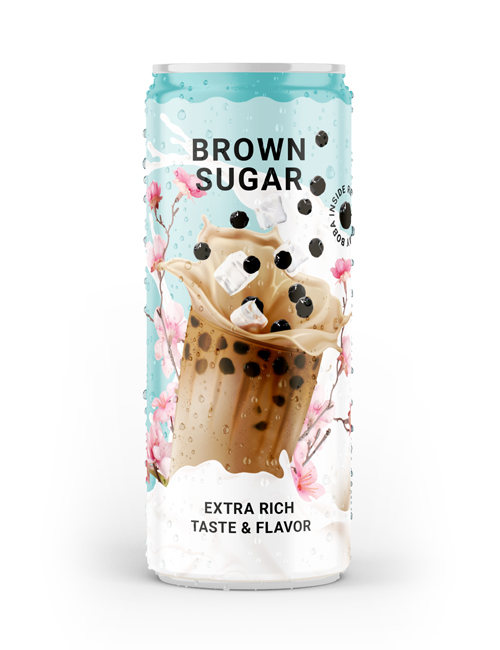 BROWN
SUGAR
BOBA INSIDE
EXTRA RICH
TASTE & FLAVOR